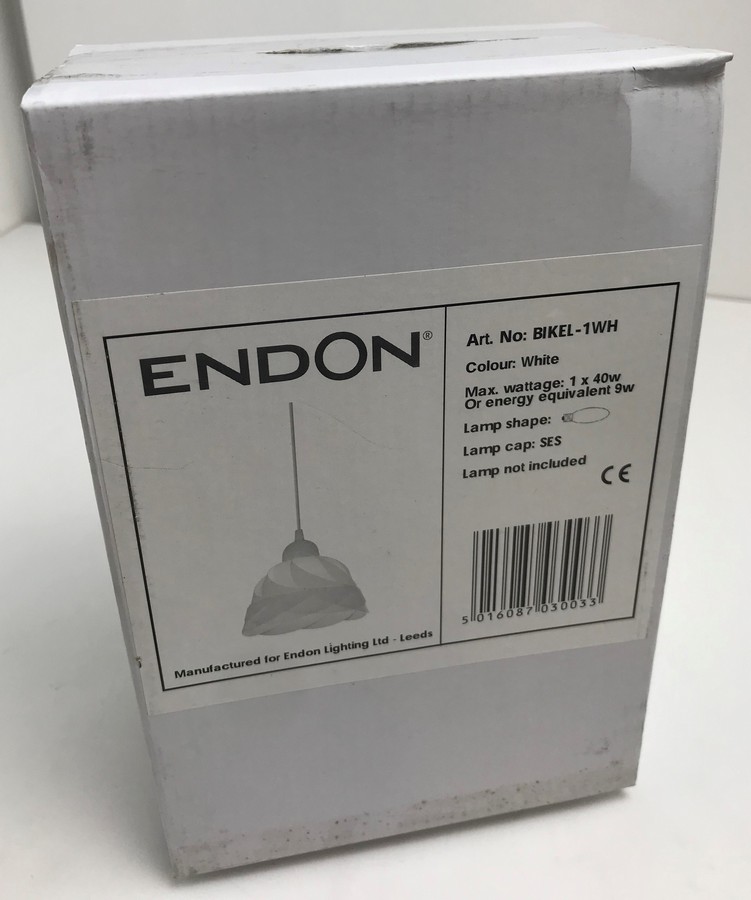 ENDON®
Manufactured for Endon Lighting Ltd - Leeds
Art. No: BIKEL-1WH
Colour: White
Max. wattage: 1 x 40w
Or energy equivalent 9w
Lamp shape:
Lamp cap: SES
Lamp not included
CE
5 016087 030033